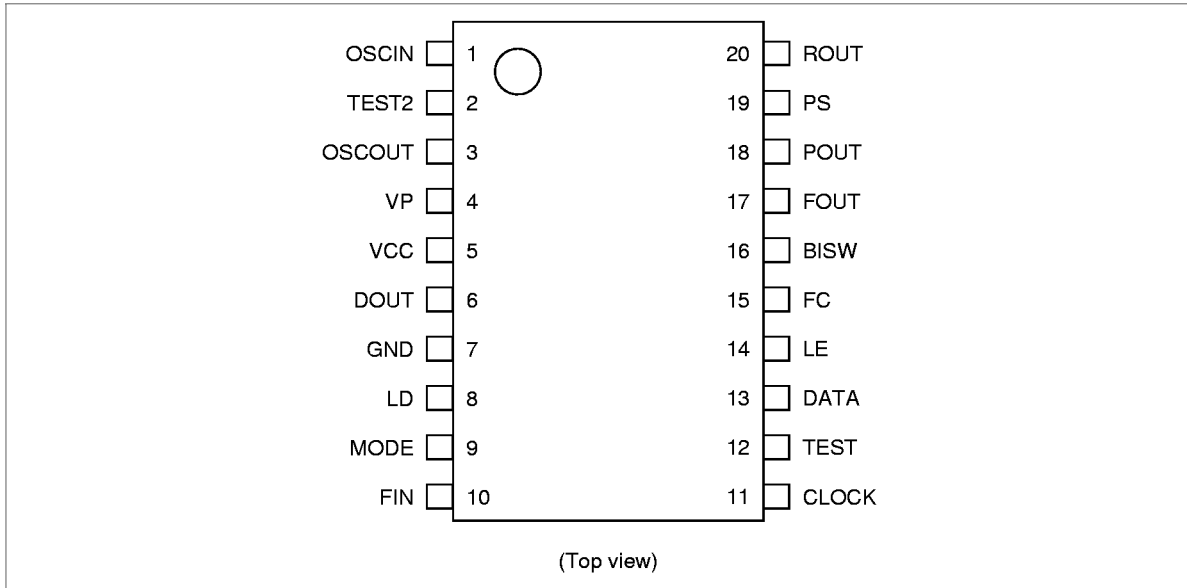 OSCIN 1 20 ROUT
TEST2 2 19 PS
OSCOUT 3 18 POUT
VP 4 17 FOUT
VCC 5 16 BISW
DOUT 6 15 FC
GND 7 14 LE
LD 8 13 DATA
MODE 9 12 TEST
FIN 10 11 CLOCK
(Top view)